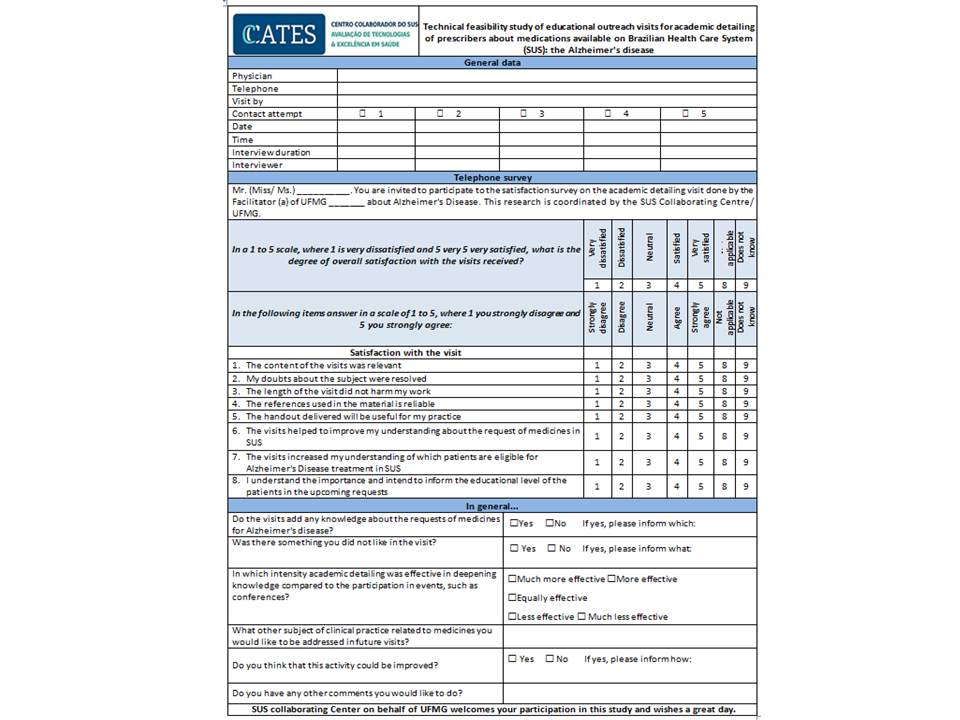 CCATES
CENTRO COLABORADOR DO SUS
AVALIAÇÃO DE TECNOLOGIAS
& EXCELÊNCIA EM SAÚDE
Technical feasibility study of educational outreach visits for academic detailing
of prescribers about medications available on Brazilian Health Care System
(SUS): the Alzheimer's disease
General data
Physician
Telephone
Visit by
Contact attempt ☐ 1 ☐ 2 ☐ 3 ☐ 4 ☐ 5
Date
Time
Interview duration
Interviewer
Telephone survey
Mr. (Miss/ Ms.) __________. You are invited to participate to the satisfaction survey on the academic detailing visit done by the
Facilitator (a) of UFMG _______ about Alzheimer's Disease. This research is coordinated by the SUS Collaborating Centre/
UFMG.
In a 1 to 5 scale, where 1 is very dissatisfied and 5 very 5 very satisfied, what is the
degree of overall satisfaction with the visits received?
Very
dissatisfied
Dissatisfied
Neutral
Satisfied
Very
satisfied
applicable
Does not
know
1 2 3 4 5 8 9
In the following items answer in a scale of 1 to 5, where 1 you strongly disagree and
5 you strongly agree:
Strongly
disagree
Disagree
Neutral
Agree
Strongly
agree
Not
applicable
Does not
know
Satisfaction with the visit
1. The content of the visits was relevant 1 2 3 4 5 8 9
2. My doubts about the subject were resolved 1 2 3 4 5 8 9
3. The length of the visit did not harm my work 1 2 3 4 5 8 9
4. The references used in the material is reliable 1 2 3 4 5 8 9
5. The handout delivered will be useful for my practice 1 2 3 4 5 8 9
6. The visits helped to improve my understanding about the request of medicines in
SUS 1 2 3 4 5 8 9
7. The visits increased my understanding of which patients are eligible for
Alzheimer's Disease treatment in SUS 1 2 3 4 5 8 9
8. I understand the importance and intend to inform the educational level of the
patients in the upcoming requests 1 2 3 4 5 8 9
In general...
Do the visits add any knowledge about the requests of medicines
for Alzheimer's disease?
☐Yes ☐No If yes, please inform which:
Was there something you did not like in the visit?
☐ Yes ☐ No If yes, please inform what:
In which intensity academic detailing was effective in deepening
knowledge compared to the participation in events, such as
conferences?
☐Much more effective ☐More effective
☐Equally effective
☐Less effective ☐ Much less effective
What other subject of clinical practice related to medicines you
would like to be addressed in future visits?
Do you think that this activity could be improved?
☐ Yes ☐ No If yes, please inform how:
Do you have any other comments you would like to do?
SUS collaborating Center on behalf of UFMG welcomes your participation in this study and wishes a great day.